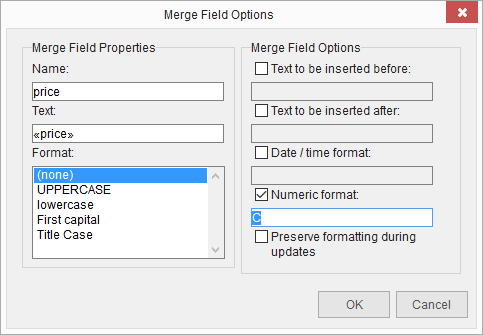 Merge Field Options
Merge Field Properties
Name:
price
Text:
«price»
Format:
(none)
UPPERCASE
lowercase
First capital
Title Case
Merge Field Options
Text to be inserted before:
Text to be inserted after:
Date / time format:
Numeric format:
C
Preserve formatting during
updates
OK
Cancel